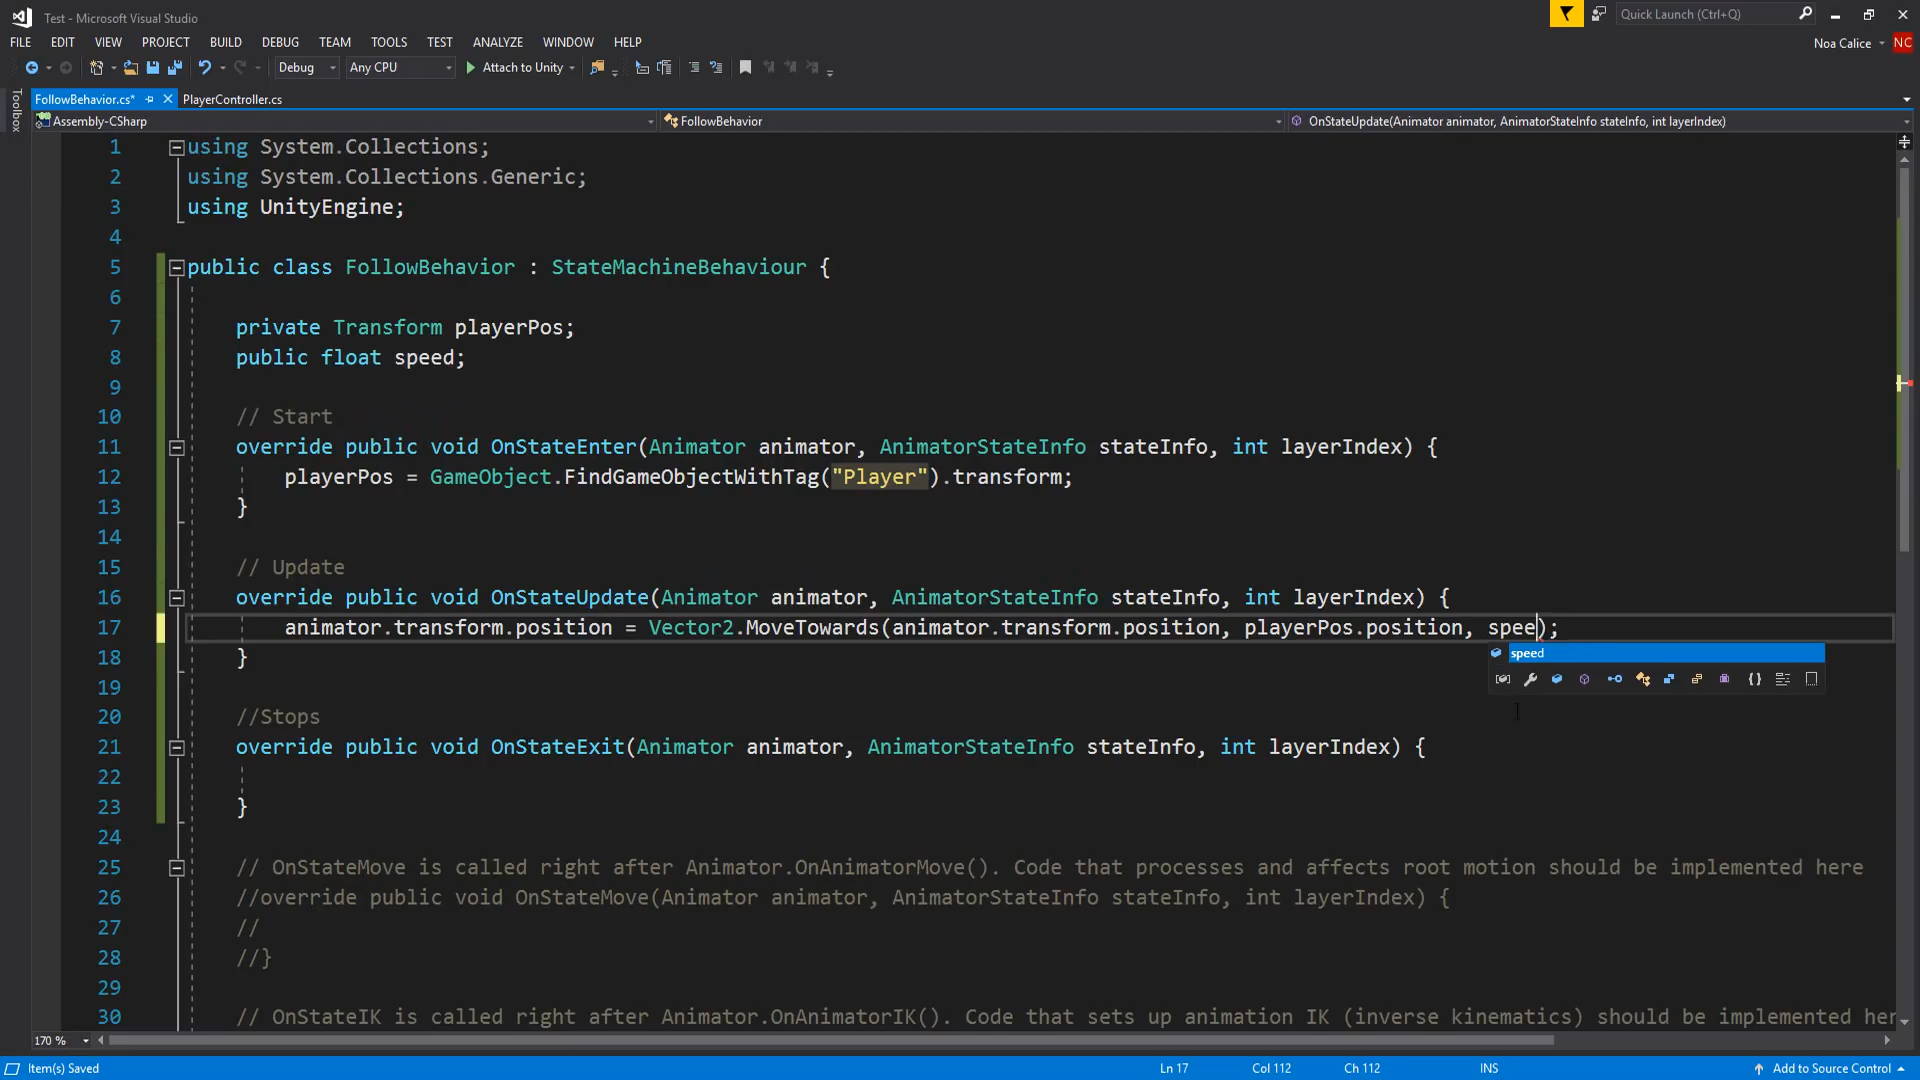 Test - Microsoft Visual Studio
Quick Launch (Ctrl+Q)
FILE EDIT VIEW PROJECT BUILD DEBUG TEAM TOOLS TEST ANALYZE WINDOW HELP
Noa Calice NC
Debug Any CPU Attach to Unity
Toolbox
FollowBehavior.cs* PlayerController.cs
Assembly-CSharp FollowBehavior OnStateUpdate(Animator animator, AnimatorStateInfo stateInfo, int layerIndex)
1 using System.Collections;
2 using System.Collections.Generic;
3 using UnityEngine;
4
5 public class FollowBehavior : StateMachineBehaviour {
6
7 private Transform playerPos;
8 public float speed;
9
10 // Start
11 override public void OnStateEnter(Animator animator, AnimatorStateInfo stateInfo, int layerIndex) {
12 playerPos = GameObject.FindGameObjectWithTag("Player").transform;
13 }
14
15 // Update
16 override public void OnStateUpdate(Animator animator, AnimatorStateInfo stateInfo, int layerIndex) {
17 animator.transform.position = Vector2.MoveTowards(animator.transform.position, playerPos.position, spee);
speed
18 }
19
20 //Stops
21 override public void OnStateExit(Animator animator, AnimatorStateInfo stateInfo, int layerIndex) {
22
23 }
24
25 // OnStateMove is called right after Animator.OnAnimatorMove(). Code that processes and affects root motion should be implemented here
26 //override public void OnStateMove(Animator animator, AnimatorStateInfo stateInfo, int layerIndex) {
27 //
28 //}
29
30 // OnStateIK is called right after Animator.OnAnimatorIK(). Code that sets up animation IK (inverse kinematics) should be implemented her
170 %
Item(s) Saved Ln 17 Col 112 Ch 112 INS Add to Source Control